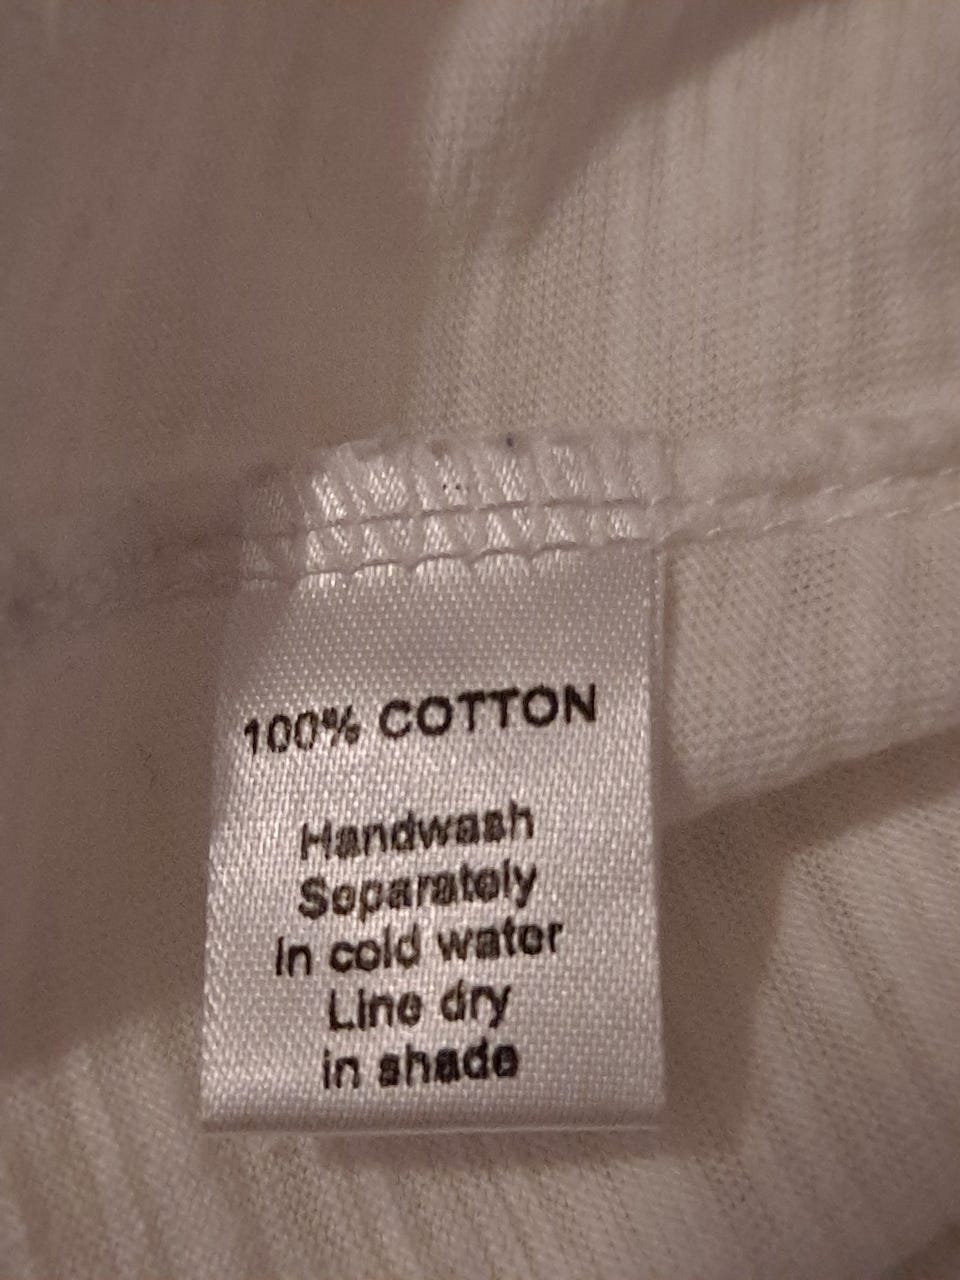 100% COTTON
Handwash
Separately
in cold water
Line dry
in shade